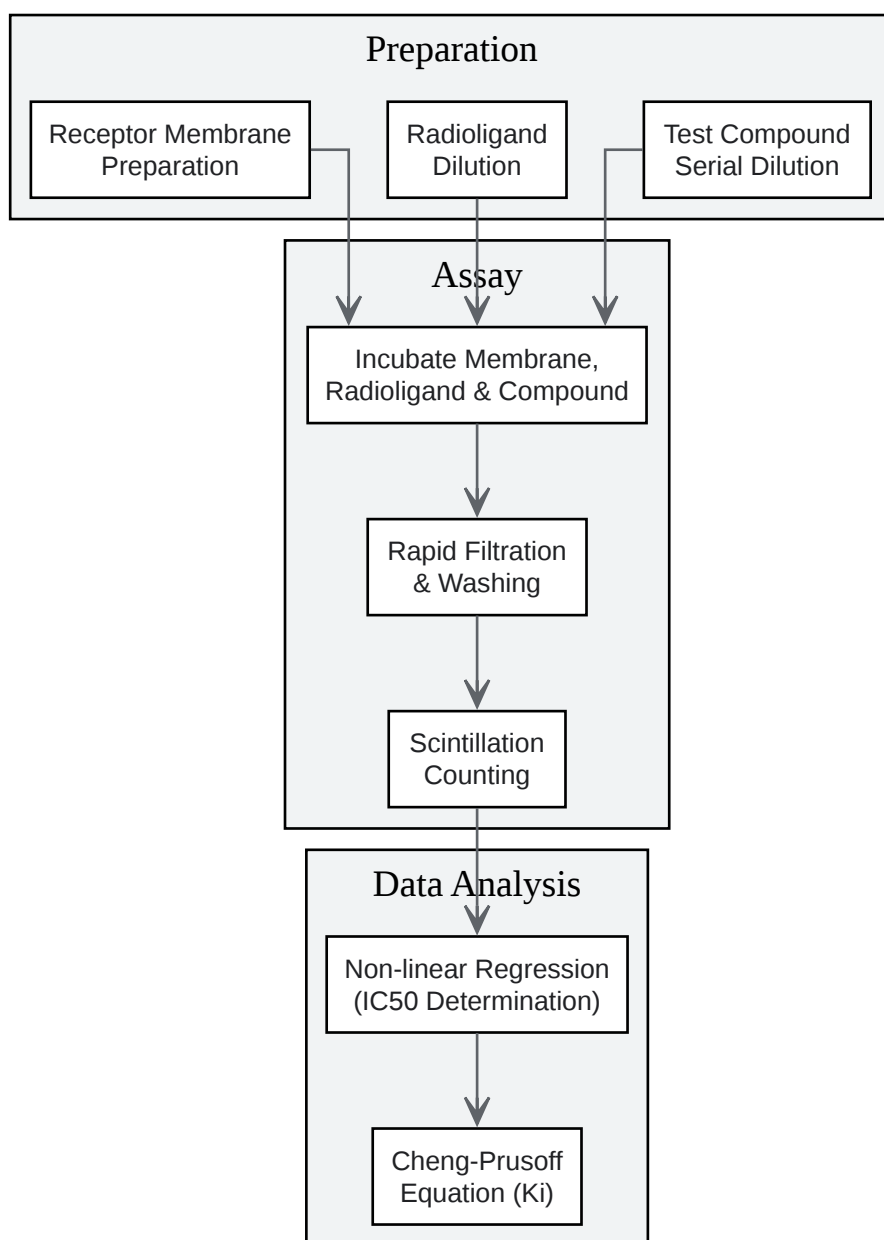 Preparation
Receptor Membrane
Preparation
Radioligand
Dilution
Test Compound
Serial Dilution
Assay
Incubate Membrane,
Radioligand & Compound
Rapid Filtration
& Washing
Scintillation
Counting
Data Analysis
Non-linear Regression
(IC50 Determination)
Cheng-Prusoff
Equation (Ki)